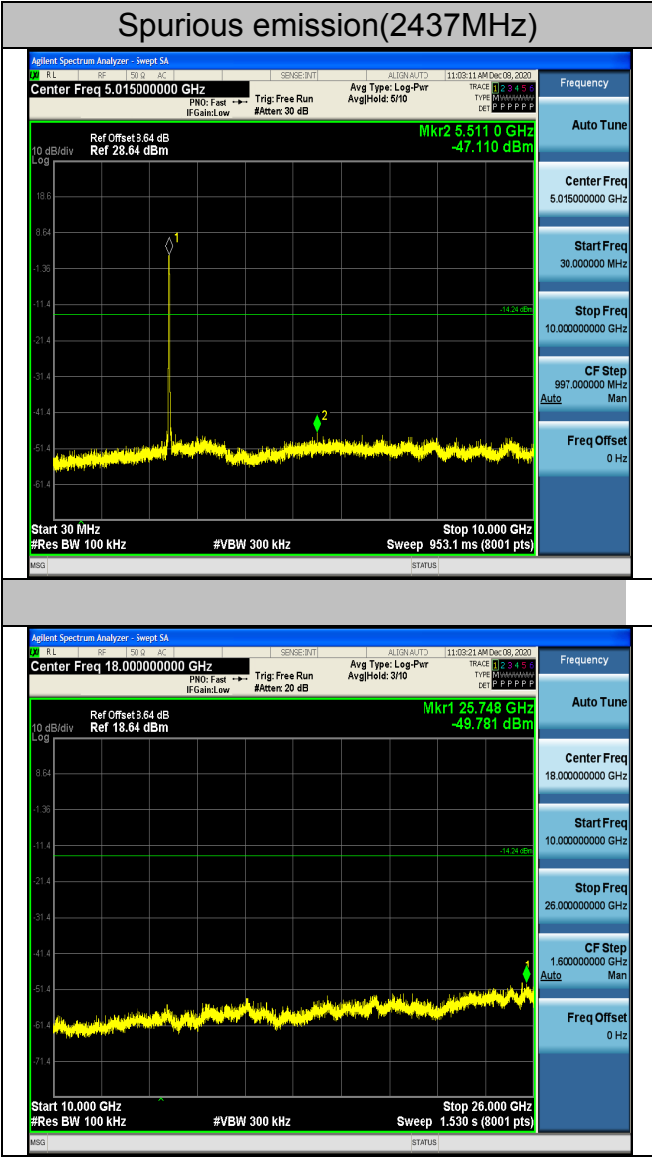 Spurious emission(2437MHz)
Agilent Spectrum Analyzer - Swept SA
RL RF 50 Ω AC SENSE:INT ALIGN AUTO 11:03:11 AM Dec 08, 2020
Center Freq 5.015000000 GHz
PNO: Fast Trig: Free Run
IFGain:Low #Atten: 30 dB
Avg Type: Log-Pwr
Avg|Hold: 5/10
TRACE 1 2 3 4 5 6
TYPE M W W W W W
DET P P P P P P
Ref Offset 3.64 dB
10 dB/div Ref 28.64 dBm
Log
Mkr2 5.511 0 GHz
-47.110 dBm
18.6
8.64
1
-1.36
-11.4
-14.24 dBm
-21.4
-31.4
-41.4
2
-51.4
-61.4
Start 30 MHz
Stop 10.000 GHz
#Res BW 100 kHz #VBW 300 kHz Sweep 953.1 ms (8001 pts)
MSG STATUS
Frequency
Auto Tune
Center Freq
5.015000000 GHz
Start Freq
30.000000 MHz
Stop Freq
10.000000000 GHz
CF Step
997.000000 MHz
Auto Man
Freq Offset
0 Hz
Agilent Spectrum Analyzer - Swept SA
RL RF 50 Ω AC SENSE:INT ALIGN AUTO 11:03:21 AM Dec 08, 2020
Center Freq 18.000000000 GHz
PNO: Fast Trig: Free Run
IFGain:Low #Atten: 20 dB
Avg Type: Log-Pwr
Avg|Hold: 3/10
TRACE 1 2 3 4 5 6
TYPE M W W W W W
DET P P P P P P
Ref Offset 3.64 dB
10 dB/div Ref 18.64 dBm
Log
Mkr1 25.748 GHz
-49.781 dBm
8.64
-1.36
-11.4
-14.24 dBm
-21.4
-31.4
-41.4
1
-51.4
-61.4
-71.4
Start 10.000 GHz
Stop 26.000 GHz
#Res BW 100 kHz #VBW 300 kHz Sweep 1.530 s (8001 pts)
MSG STATUS
Frequency
Auto Tune
Center Freq
18.000000000 GHz
Start Freq
10.000000000 GHz
Stop Freq
26.000000000 GHz
CF Step
1.600000000 GHz
Auto Man
Freq Offset
0 Hz